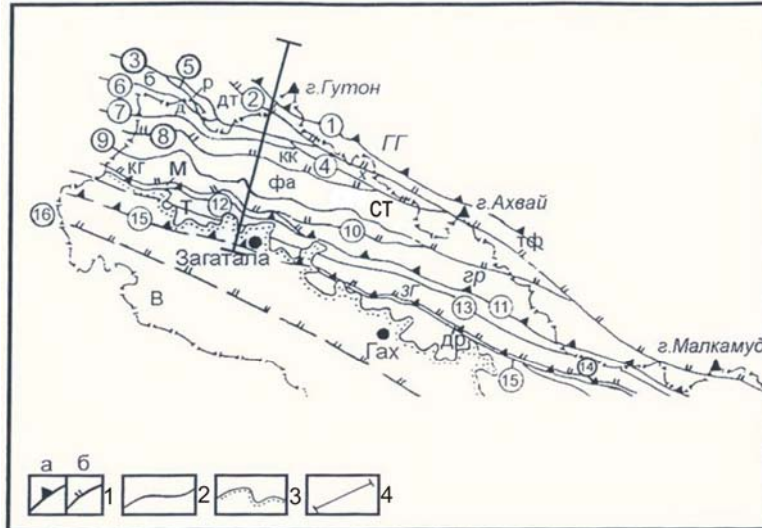 3
5
6
б
р
д
дт
2
г.Гутон
1
ГГ
7
8
кк
4
х
9
кг
М
фа
СТ
г.Ахвай
тф
16
15
Т
12
10
Загатала
зг
гр
13
11
В
Гах
др
г.Малкамуд
14
15
а б
1 2 3 4